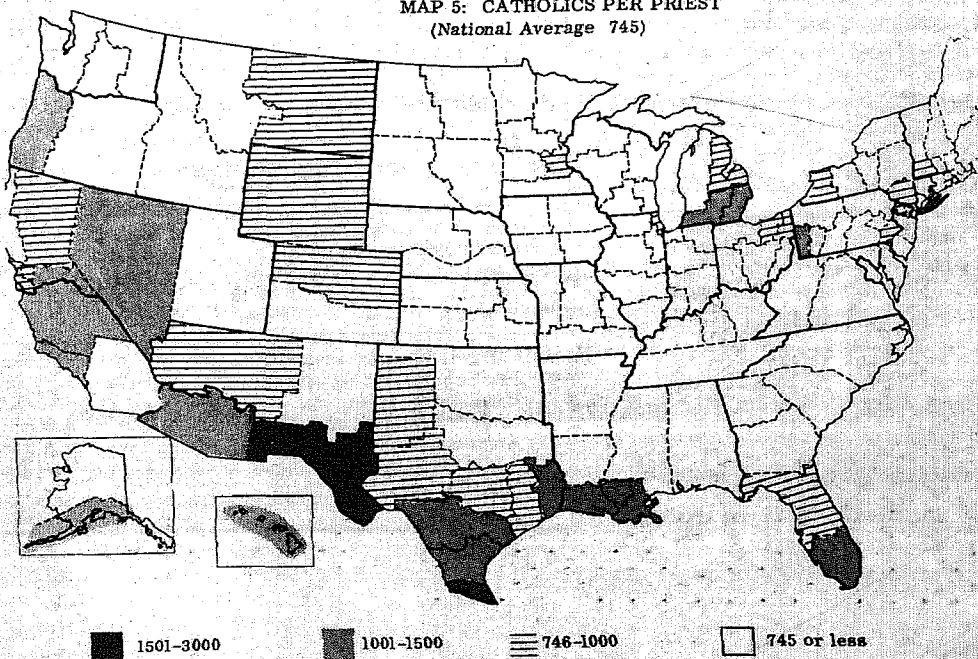 MAP 5: CATHOLICS PER PRIEST
(National Average 745)
1501-3000
1001-1500
746-1000
745 or less